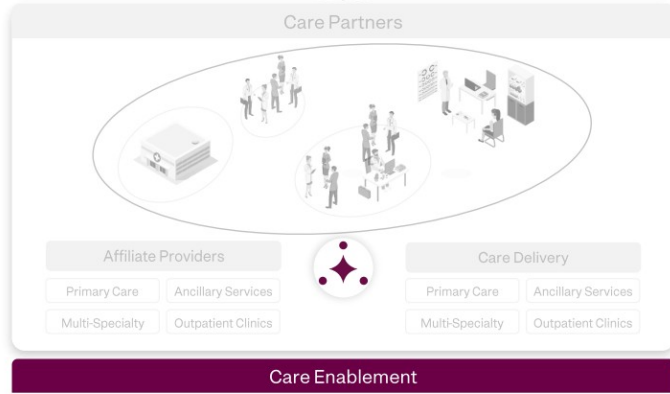 Care Partners
Affiliate Providers
Care Delivery
Primary Care
Ancillary Services
Primary Care
Ancillary Services
Multi-Specialty
Outpatient Clinics
Multi-Specialty
Outpatient Clinics
Care Enablement